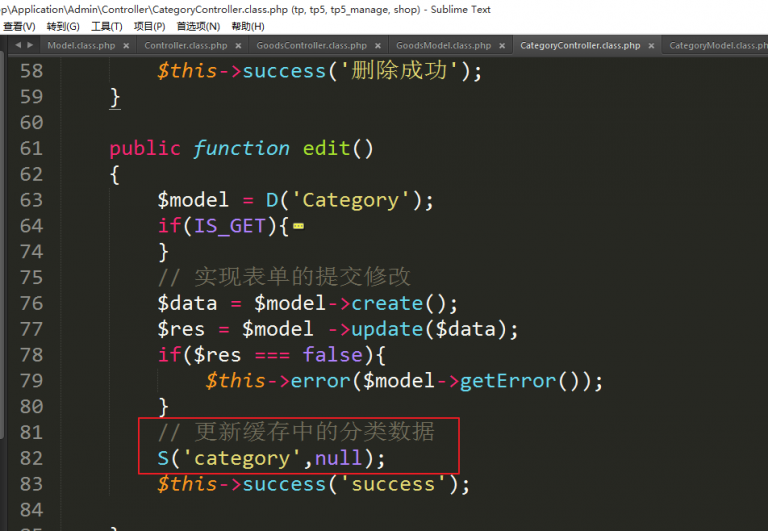 p\Application\Admin\Controller\CategoryController.class.php (tp, tp5, tp5_manage, shop) - Sublime Text
查看(V) 转到(G) 工具(T) 项目(P) 首选项(N) 帮助(H)
Model.class.php × Controller.class.php × GoodsController.class.php × GoodsModel.class.php × CategoryController.class.php × CategoryModel.class.ph
58 $this->success('删除成功');
59 }
60
61 public function edit()
62 {
63 $model = D('Category');
64 if(IS_GET){
74 }
75 // 实现表单的提交修改
76 $data = $model->create();
77 $res = $model ->update($data);
78 if($res === false){
79 $this->error($model->getError());
80 }
81 // 更新缓存中的分类数据
82 S('category',null);
83 $this->success('success');
84